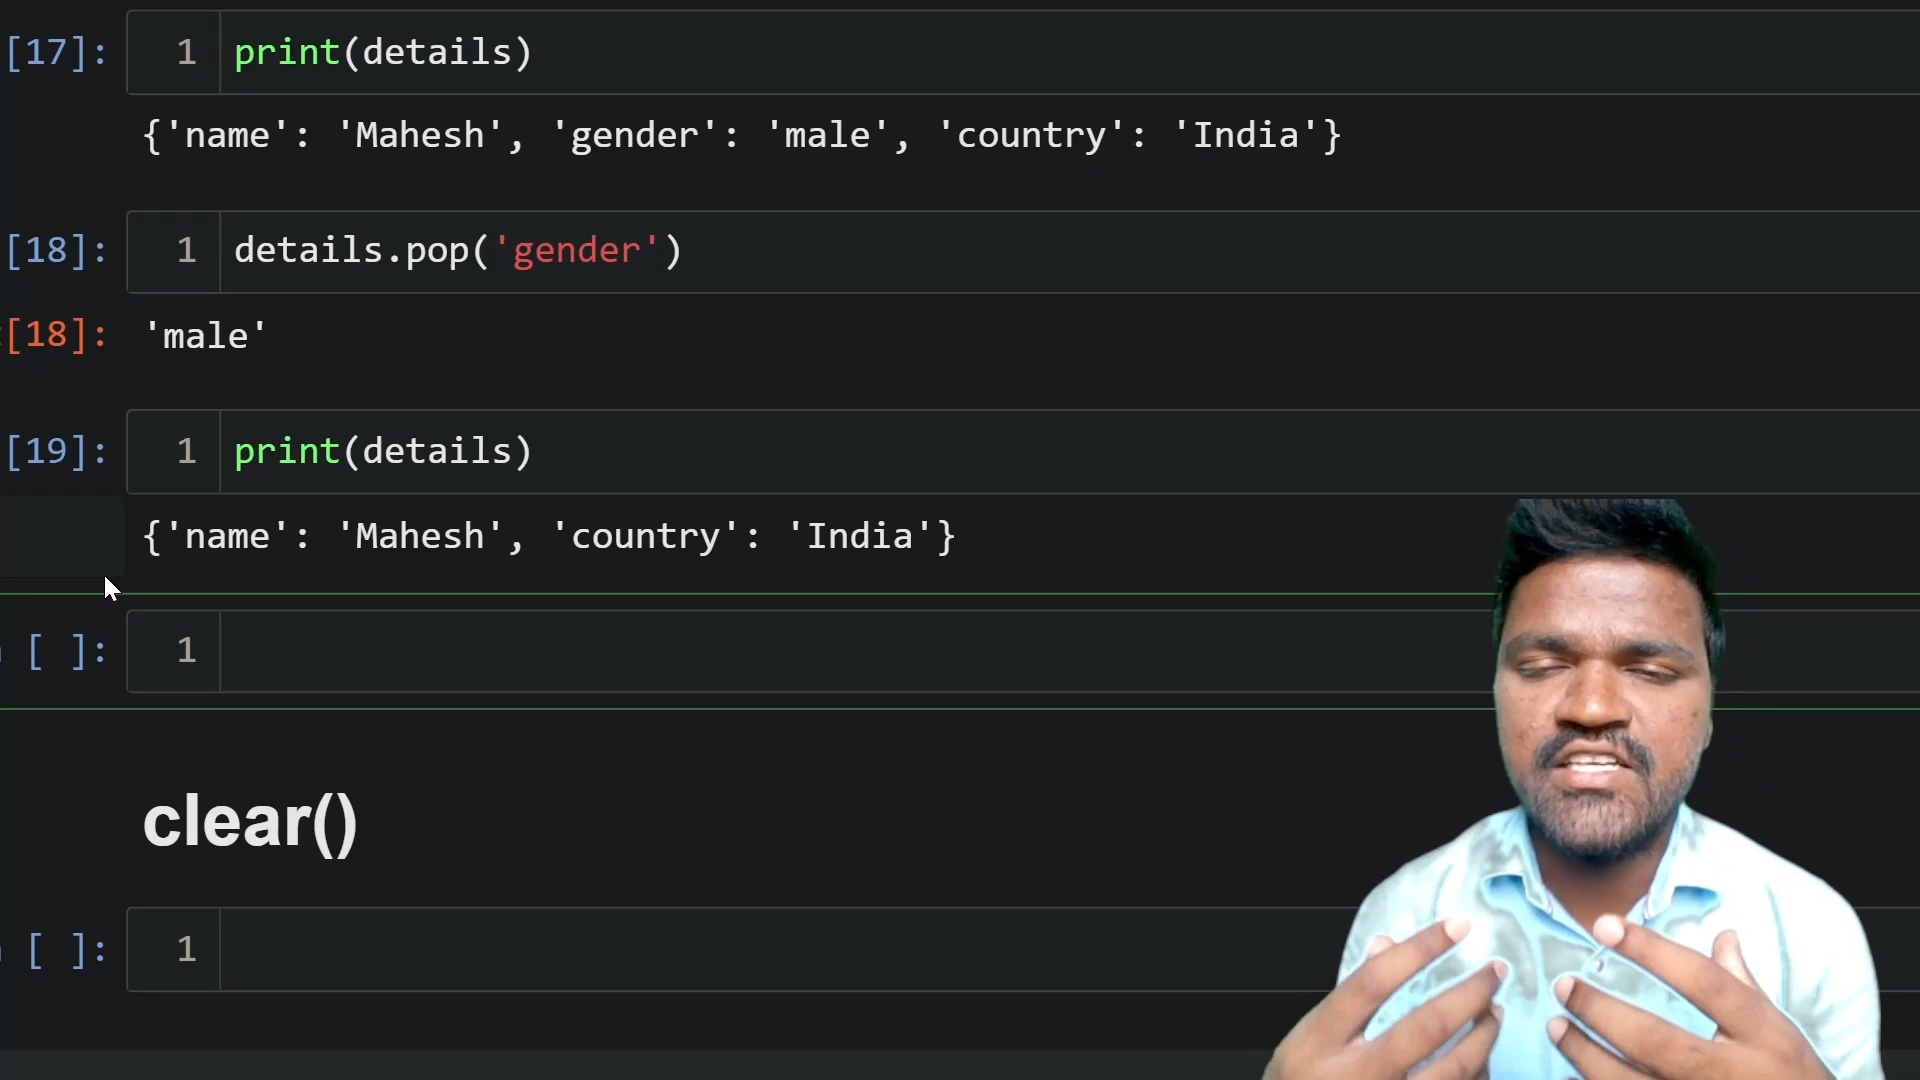 [17]: 1 print(details)
{'name': 'Mahesh', 'gender': 'male', 'country': 'India'}
[18]: 1 details.pop('gender')
[18]: 'male'
[19]: 1 print(details)
{'name': 'Mahesh', 'country': 'India'}
[ ]: 1
clear()
[ ]: 1